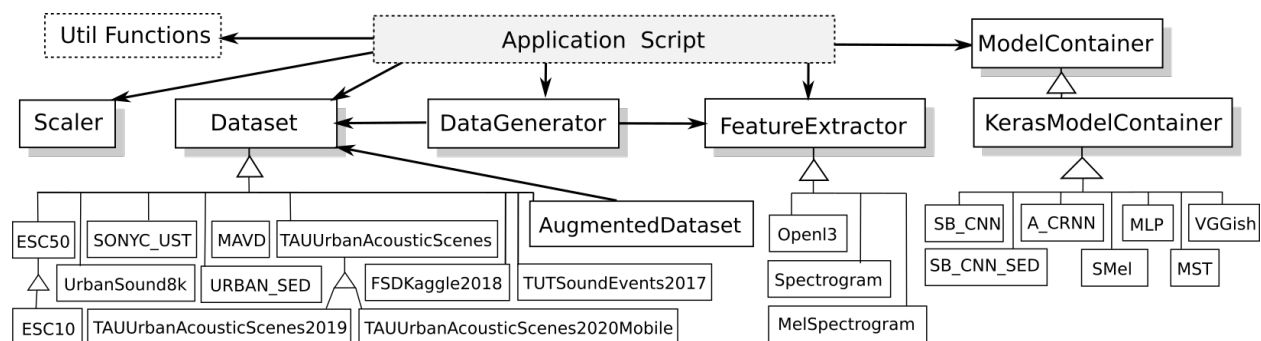 Util Functions
Application Script
ModelContainer
Scaler
Dataset
DataGenerator
FeatureExtractor
KerasModelContainer
ESC50
SONYC_UST
MAVD
TAUUrbanAcousticScenes
AugmentedDataset
UrbanSound8k
URBAN_SED
FSDKaggle2018
TUTSoundEvents2017
ESC10
TAUUrbanAcousticScenes2019
TAUUrbanAcousticScenes2020Mobile
Openl3
Spectrogram
MelSpectrogram
SB_CNN
A_CRNN
MLP
VGGish
SB_CNN_SED
SMel
MST